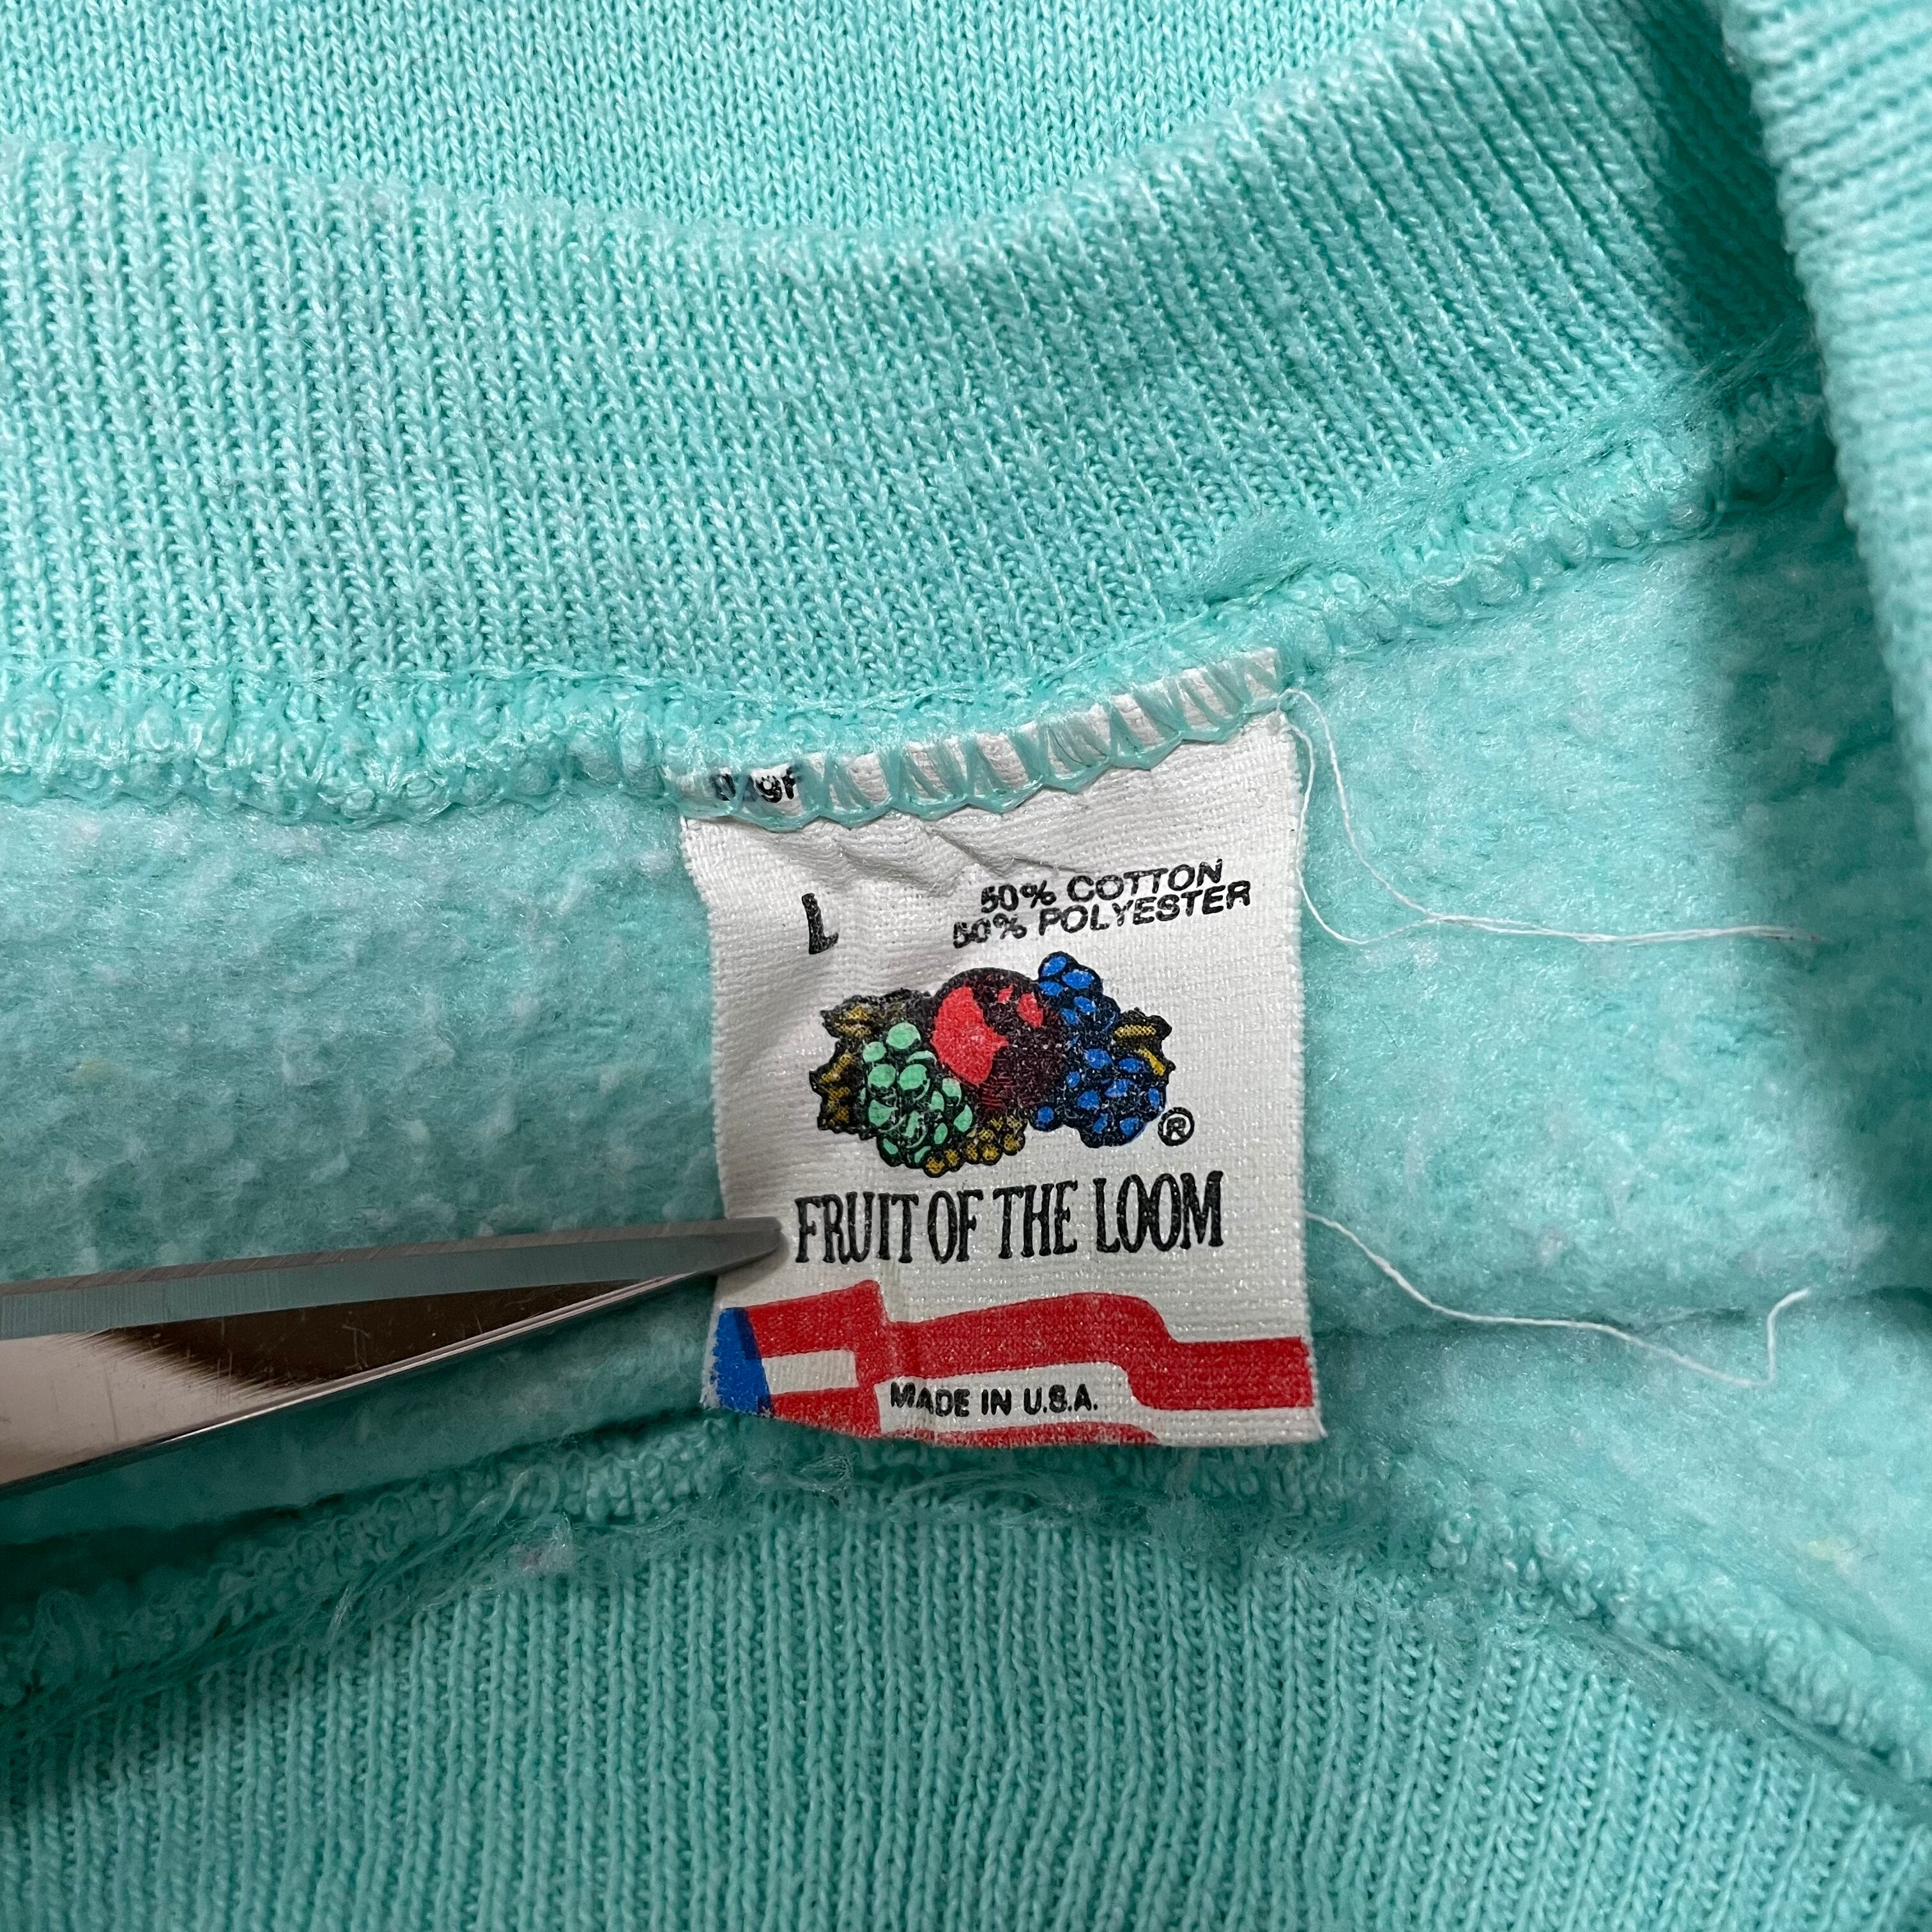 L
50% COTTON
50% POLYESTER
®
FRUIT OF THE LOOM
MADE IN U.S.A.